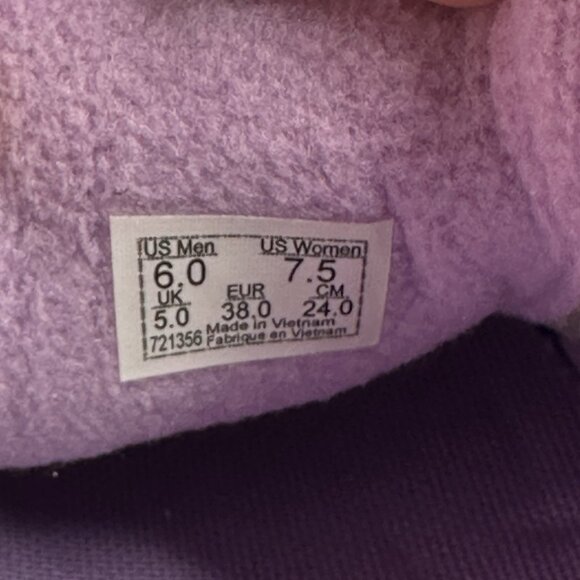 US Men US Women
6.0 7.5
UK EUR CM
5.0 38.0 24.0
Made in Vietnam
721356 Fabrique en Vietnam